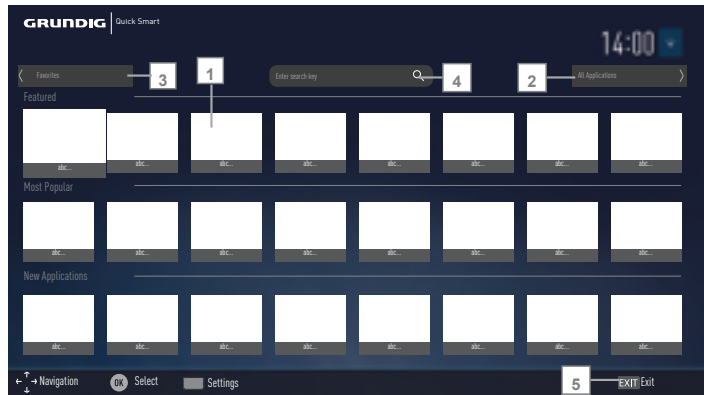 GRUNDIG Quick Smart
14:00
Favorites
3
1
Enter search key
4
2
All Applications
Featured
abc... abc... abc... abc... abc... abc... abc... abc...
Most Popular
abc... abc... abc... abc... abc... abc... abc... abc...
New Applications
abc... abc... abc... abc... abc... abc... abc... abc...
Navigation OK Select Settings 5 EXIT Exit